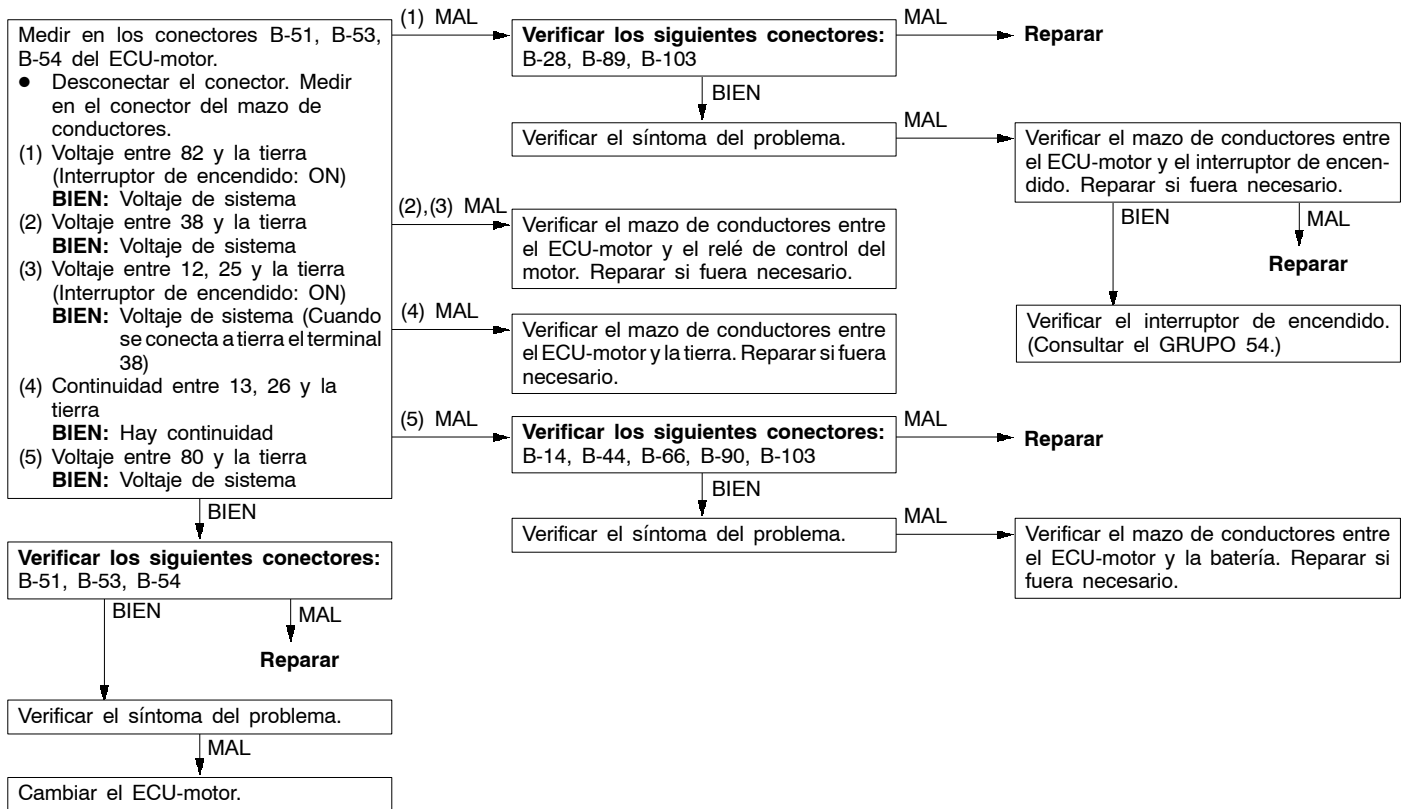 Medir en los conectores B-51, B-53,
B-54 del ECU-motor.
● Desconectar el conector. Medir
en el conector del mazo de
conductores.
(1) Voltaje entre 82 y la tierra
(Interruptor de encendido: ON)
BIEN: Voltaje de sistema
(2) Voltaje entre 38 y la tierra
BIEN: Voltaje de sistema
(3) Voltaje entre 12, 25 y la tierra
(Interruptor de encendido: ON)
BIEN: Voltaje de sistema (Cuando
se conecta a tierra el terminal
38)
(4) Continuidad entre 13, 26 y la
tierra
BIEN: Hay continuidad
(5) Voltaje entre 80 y la tierra
BIEN: Voltaje de sistema
(1) MAL
Verificar los siguientes conectores:
B-28, B-89, B-103
MAL
Reparar
BIEN
Verificar el síntoma del problema.
MAL
Verificar el mazo de conductores entre
el ECU-motor y el interruptor de encen-
dido. Reparar si fuera necesario.
BIEN
MAL
Reparar
Verificar el interruptor de encendido.
(Consultar el GRUPO 54.)
(2),(3) MAL
Verificar el mazo de conductores entre
el ECU-motor y el relé de control del
motor. Reparar si fuera necesario.
(4) MAL
Verificar el mazo de conductores entre
el ECU-motor y la tierra. Reparar si fuera
necesario.
(5) MAL
Verificar los siguientes conectores:
B-14, B-44, B-66, B-90, B-103
MAL
Reparar
BIEN
Verificar el síntoma del problema.
MAL
Verificar el mazo de conductores entre
el ECU-motor y la batería. Reparar si
fuera necesario.
BIEN
Verificar los siguientes conectores:
B-51, B-53, B-54
BIEN
MAL
Reparar
Verificar el síntoma del problema.
MAL
Cambiar el ECU-motor.